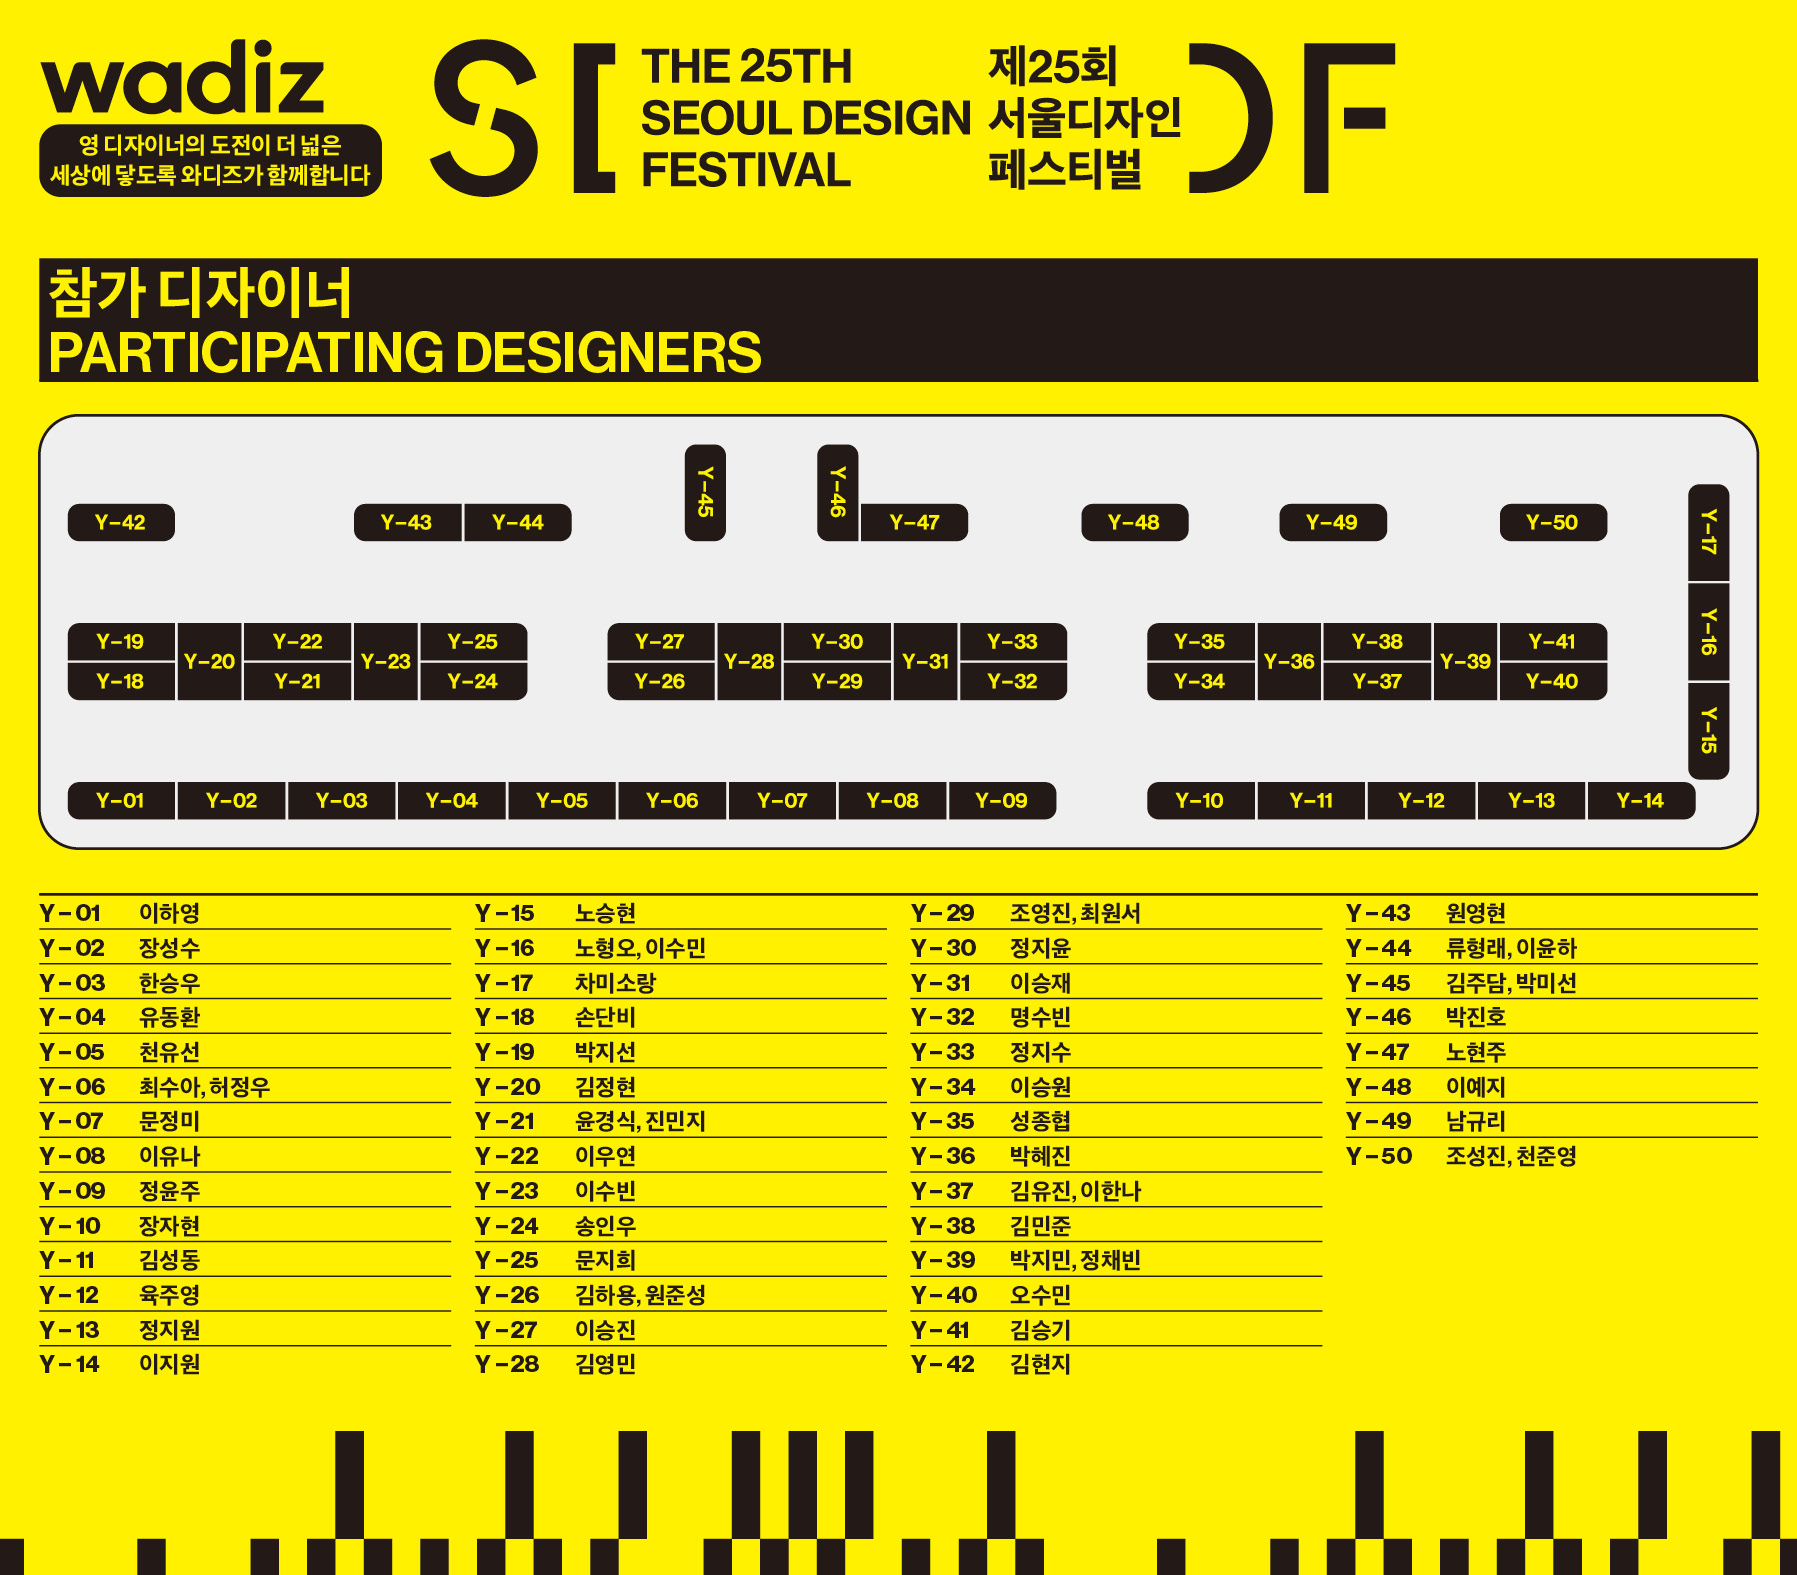 wadiz
영 디자이너의 도전이 더 넓은
세상에 닿도록 와디즈가 함께합니다
SDF
THE 25TH
SEOUL DESIGN
FESTIVAL
제25회
서울디자인
페스티벌
참가 디자이너
PARTICIPATING DESIGNERS
Y-45 Y-46
Y-42 Y-43 Y-44 Y-47 Y-48 Y-49 Y-50
Y-17
Y-16
Y-15
Y-19 Y-20 Y-22 Y-23 Y-25 Y-27 Y-28 Y-30 Y-31 Y-33 Y-35 Y-36 Y-38 Y-39 Y-41
Y-18 Y-21 Y-24 Y-26 Y-29 Y-32 Y-34 Y-37 Y-40
Y-01 Y-02 Y-03 Y-04 Y-05 Y-06 Y-07 Y-08 Y-09 Y-10 Y-11 Y-12 Y-13 Y-14
Y-01 이하영
Y-02 장성수
Y-03 한승우
Y-04 유동환
Y-05 천유선
Y-06 최수아, 허정우
Y-07 문정미
Y-08 이유나
Y-09 정윤주
Y-10 장자현
Y-11 김성동
Y-12 육주영
Y-13 정지원
Y-14 이지원
Y-15 노승현
Y-16 노형오, 이수민
Y-17 차미소랑
Y-18 손단비
Y-19 박지선
Y-20 김정현
Y-21 윤경식, 진민지
Y-22 이우연
Y-23 이수빈
Y-24 송인우
Y-25 문지희
Y-26 김하용, 원준성
Y-27 이승진
Y-28 김영민
Y-29 조영진, 최원서
Y-30 정지윤
Y-31 이승재
Y-32 명수빈
Y-33 정지수
Y-34 이승원
Y-35 성종협
Y-36 박혜진
Y-37 김유진, 이한나
Y-38 김민준
Y-39 박지민, 정채빈
Y-40 오수민
Y-41 김승기
Y-42 김현지
Y-43 원영현
Y-44 류형래, 이윤하
Y-45 김주담, 박미선
Y-46 박진호
Y-47 노현주
Y-48 이예지
Y-49 남규리
Y-50 조성진, 천준영